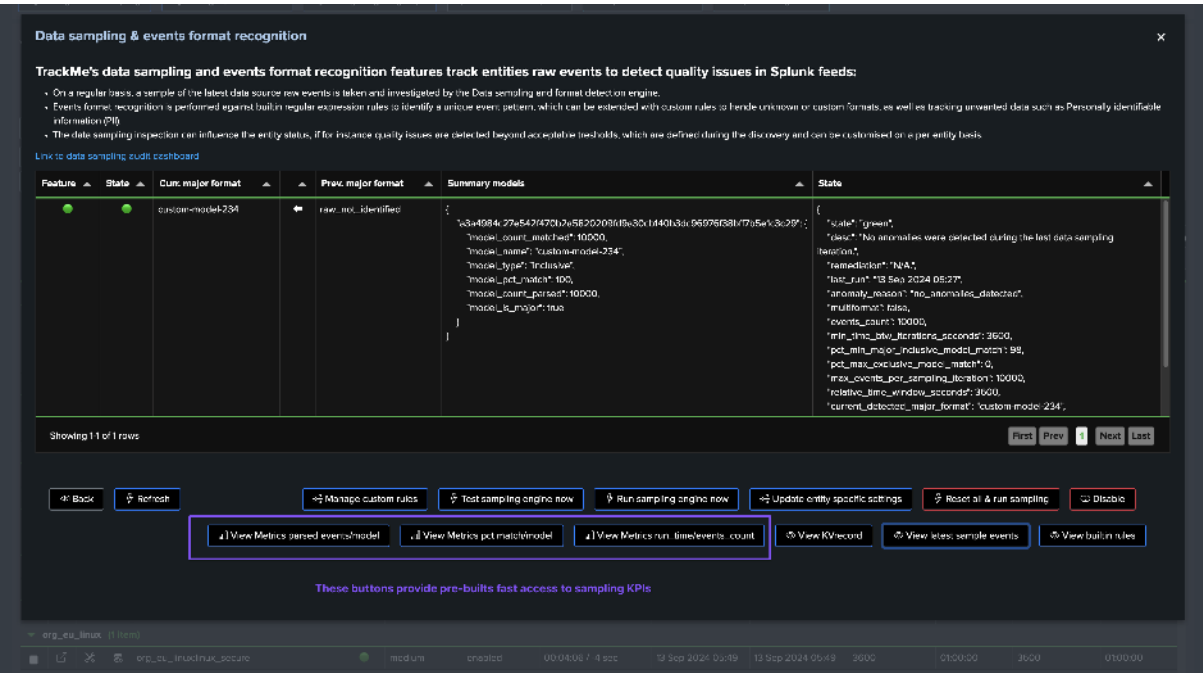 Data sampling & events format recognition
×
TrackMe's data sampling and events format recognition features track entities raw events to detect quality issues in Splunk feeds:
On a regular basis, a sample of the latest data source raw events is taken and investigated by the Data sampling and format detection engine.
Events format recognition is performed against builtin regular expression rules to identify a unique event pattern, which can be extended with custom rules to handle unknown or custom formats, as well as tracking unwanted data such as Personally identifiable
information (PII)
The data sampling inspection can influence the entity status, if for instance quality issues are detected beyond acceptable tresholds, which are defined during the discovery and can be customised on a per entity basis
Link to data sampling audit dashboard
Feature State Curr. major format Prev. major format Summary models State
custom-model-234 raw_not_identified
{
"model_count_matched": 10000,
"model_name": "custom-model-234",
"model_type": "inclusive",
"model_pct_match": 100,
"model_count_parsed": 10000,
"model_is_major": true
}
}
{
"state": "green",
"desc": "No anomalies were detected during the last data sampling
iteration.",
"remediation": "N/A.",
"last_run": "13 Sep 2024 05:27",
"anomaly_reason": "no_anomalies_detected",
"multiformat": false,
"events_count": 10000,
"min_time_btw_iterations_seconds": 3600,
"pct_min_major_inclusive_model_match": 98,
"pct_max_exclusive_model_match": 0,
"max_events_per_sampling_iteration": 10000,
"relative_time_window_seconds": 3600,
"current_detected_major_format": "custom-model-234",
Showing 1-1 of 1 rows
First Prev 1 Next Last
Back Refresh Manage custom rules Test sampling engine now Run sampling engine now Update entity specific settings Reset all & run sampling Disable
View Metrics parsed events/model View Metrics pct match/model View Metrics run_time/events_count View KVrecord View latest sample events View builtin rules
These buttons provide pre-builts fast access to sampling KPIs
org_eu_linux (1 item)
org_eu_linux:linux_secure medium enabled 00:04:08 / 4 sec 13 Sep 2024 05:49 13 Sep 2024 05:49 3600 01:00:00 3600 01:00:00